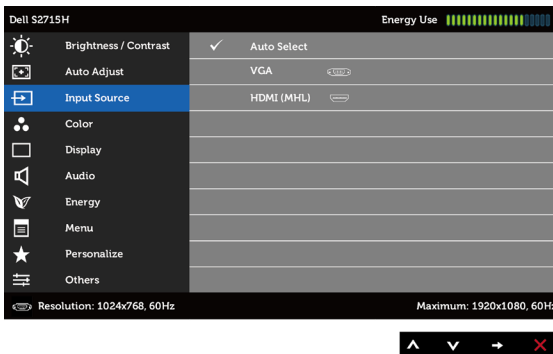 Dell S2715H Energy Use
Brightness / Contrast Auto Select
Auto Adjust VGA
Input Source HDMI (MHL)
Color
Display
Audio
Energy
Menu
Personalize
Others
Resolution: 1024x768, 60Hz Maximum: 1920x1080, 60Hz